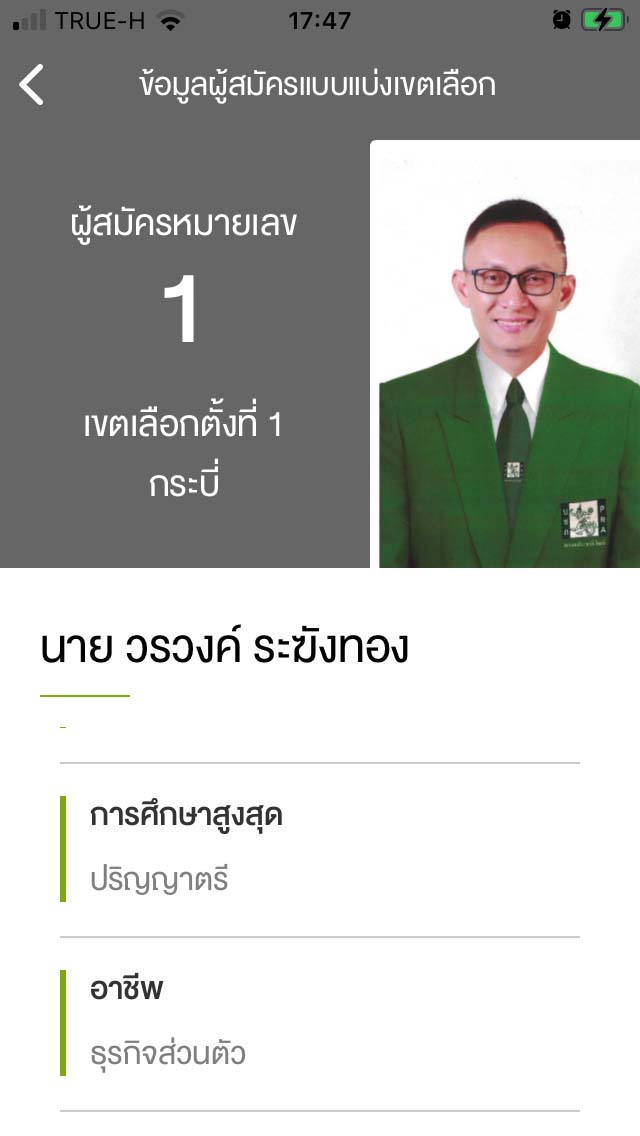 TRUE-H
17:47
ข้อมูลผู้สมัครแบบแบ่งเขตเลือก
ผู้สมัครหมายเลข
1
เขตเลือกตั้งที่ 1
กระบี่
ปชภ
PRA
นาย วรวงค์ ระฆังทอง
-
การศึกษาสูงสุด
ปริญญาตรี
อาชีพ
ธุรกิจส่วนตัว